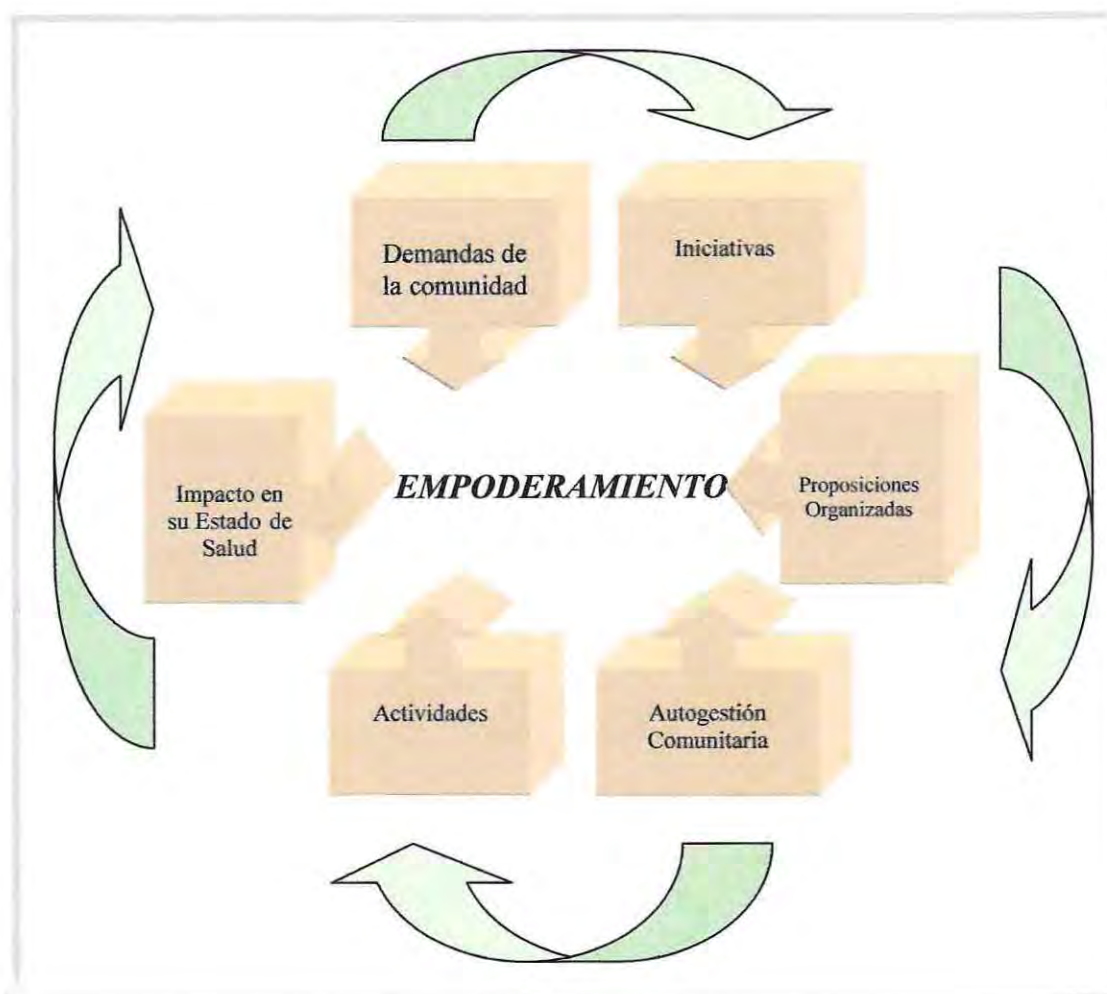 Demandas de
la comunidad
Iniciativas
Impacto en
su Estado de
Salud
EMPODERAMIENTO
Proposiciones
Organizadas
Actividades
Autogestión
Comunitaria